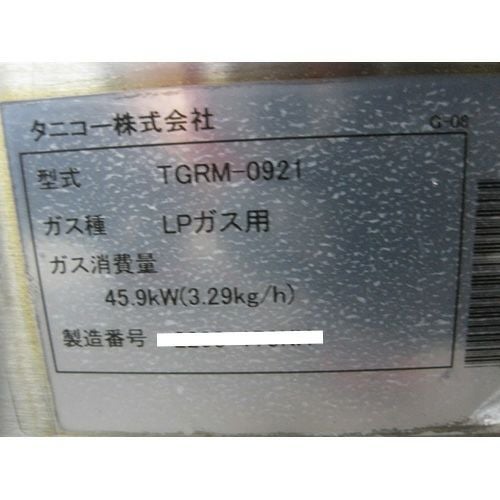 タニコー株式会社
G-08
型式 TGRM-0921
ガス種 LPガス用
ガス消費量
45.9kW(3.29kg/h)
製造番号